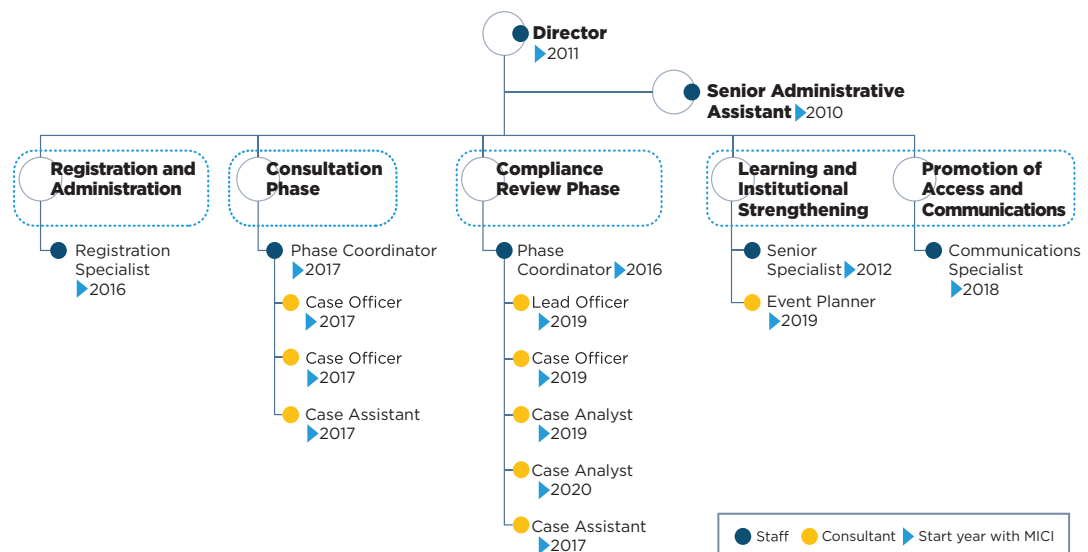 Director
2011
Senior Administrative
Assistant 2010
Registration and
Administration
Registration
Specialist
2016
Consultation
Phase
Phase Coordinator
2017
Case Officer
2017
Case Officer
2017
Case Assistant
2017
Compliance
Review Phase
Phase
Coordinator 2016
Lead Officer
2019
Case Officer
2019
Case Analyst
2019
Case Analyst
2020
Case Assistant
2017
Learning and
Institutional
Strengthening
Senior
Specialist 2012
Event Planner
2019
Promotion of
Access and
Communications
Communications
Specialist
2018
Staff Consultant Start year with MICI